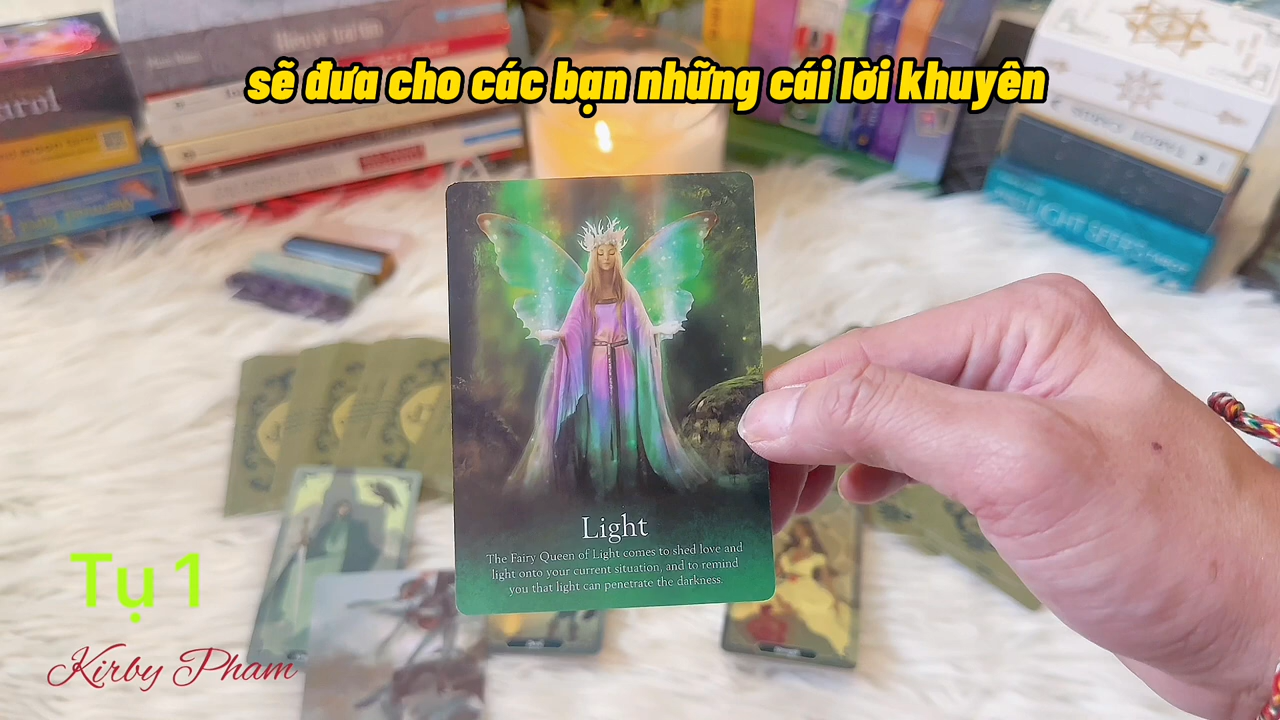 sẽ đưa cho các bạn những cái lời khuyên
LIGHT SEER'S
Light
The Fairy Queen of Light comes to shed love and
light onto your current situation, and to remind
you that light can penetrate the darkness.
Tụ 1
Kirby Pham